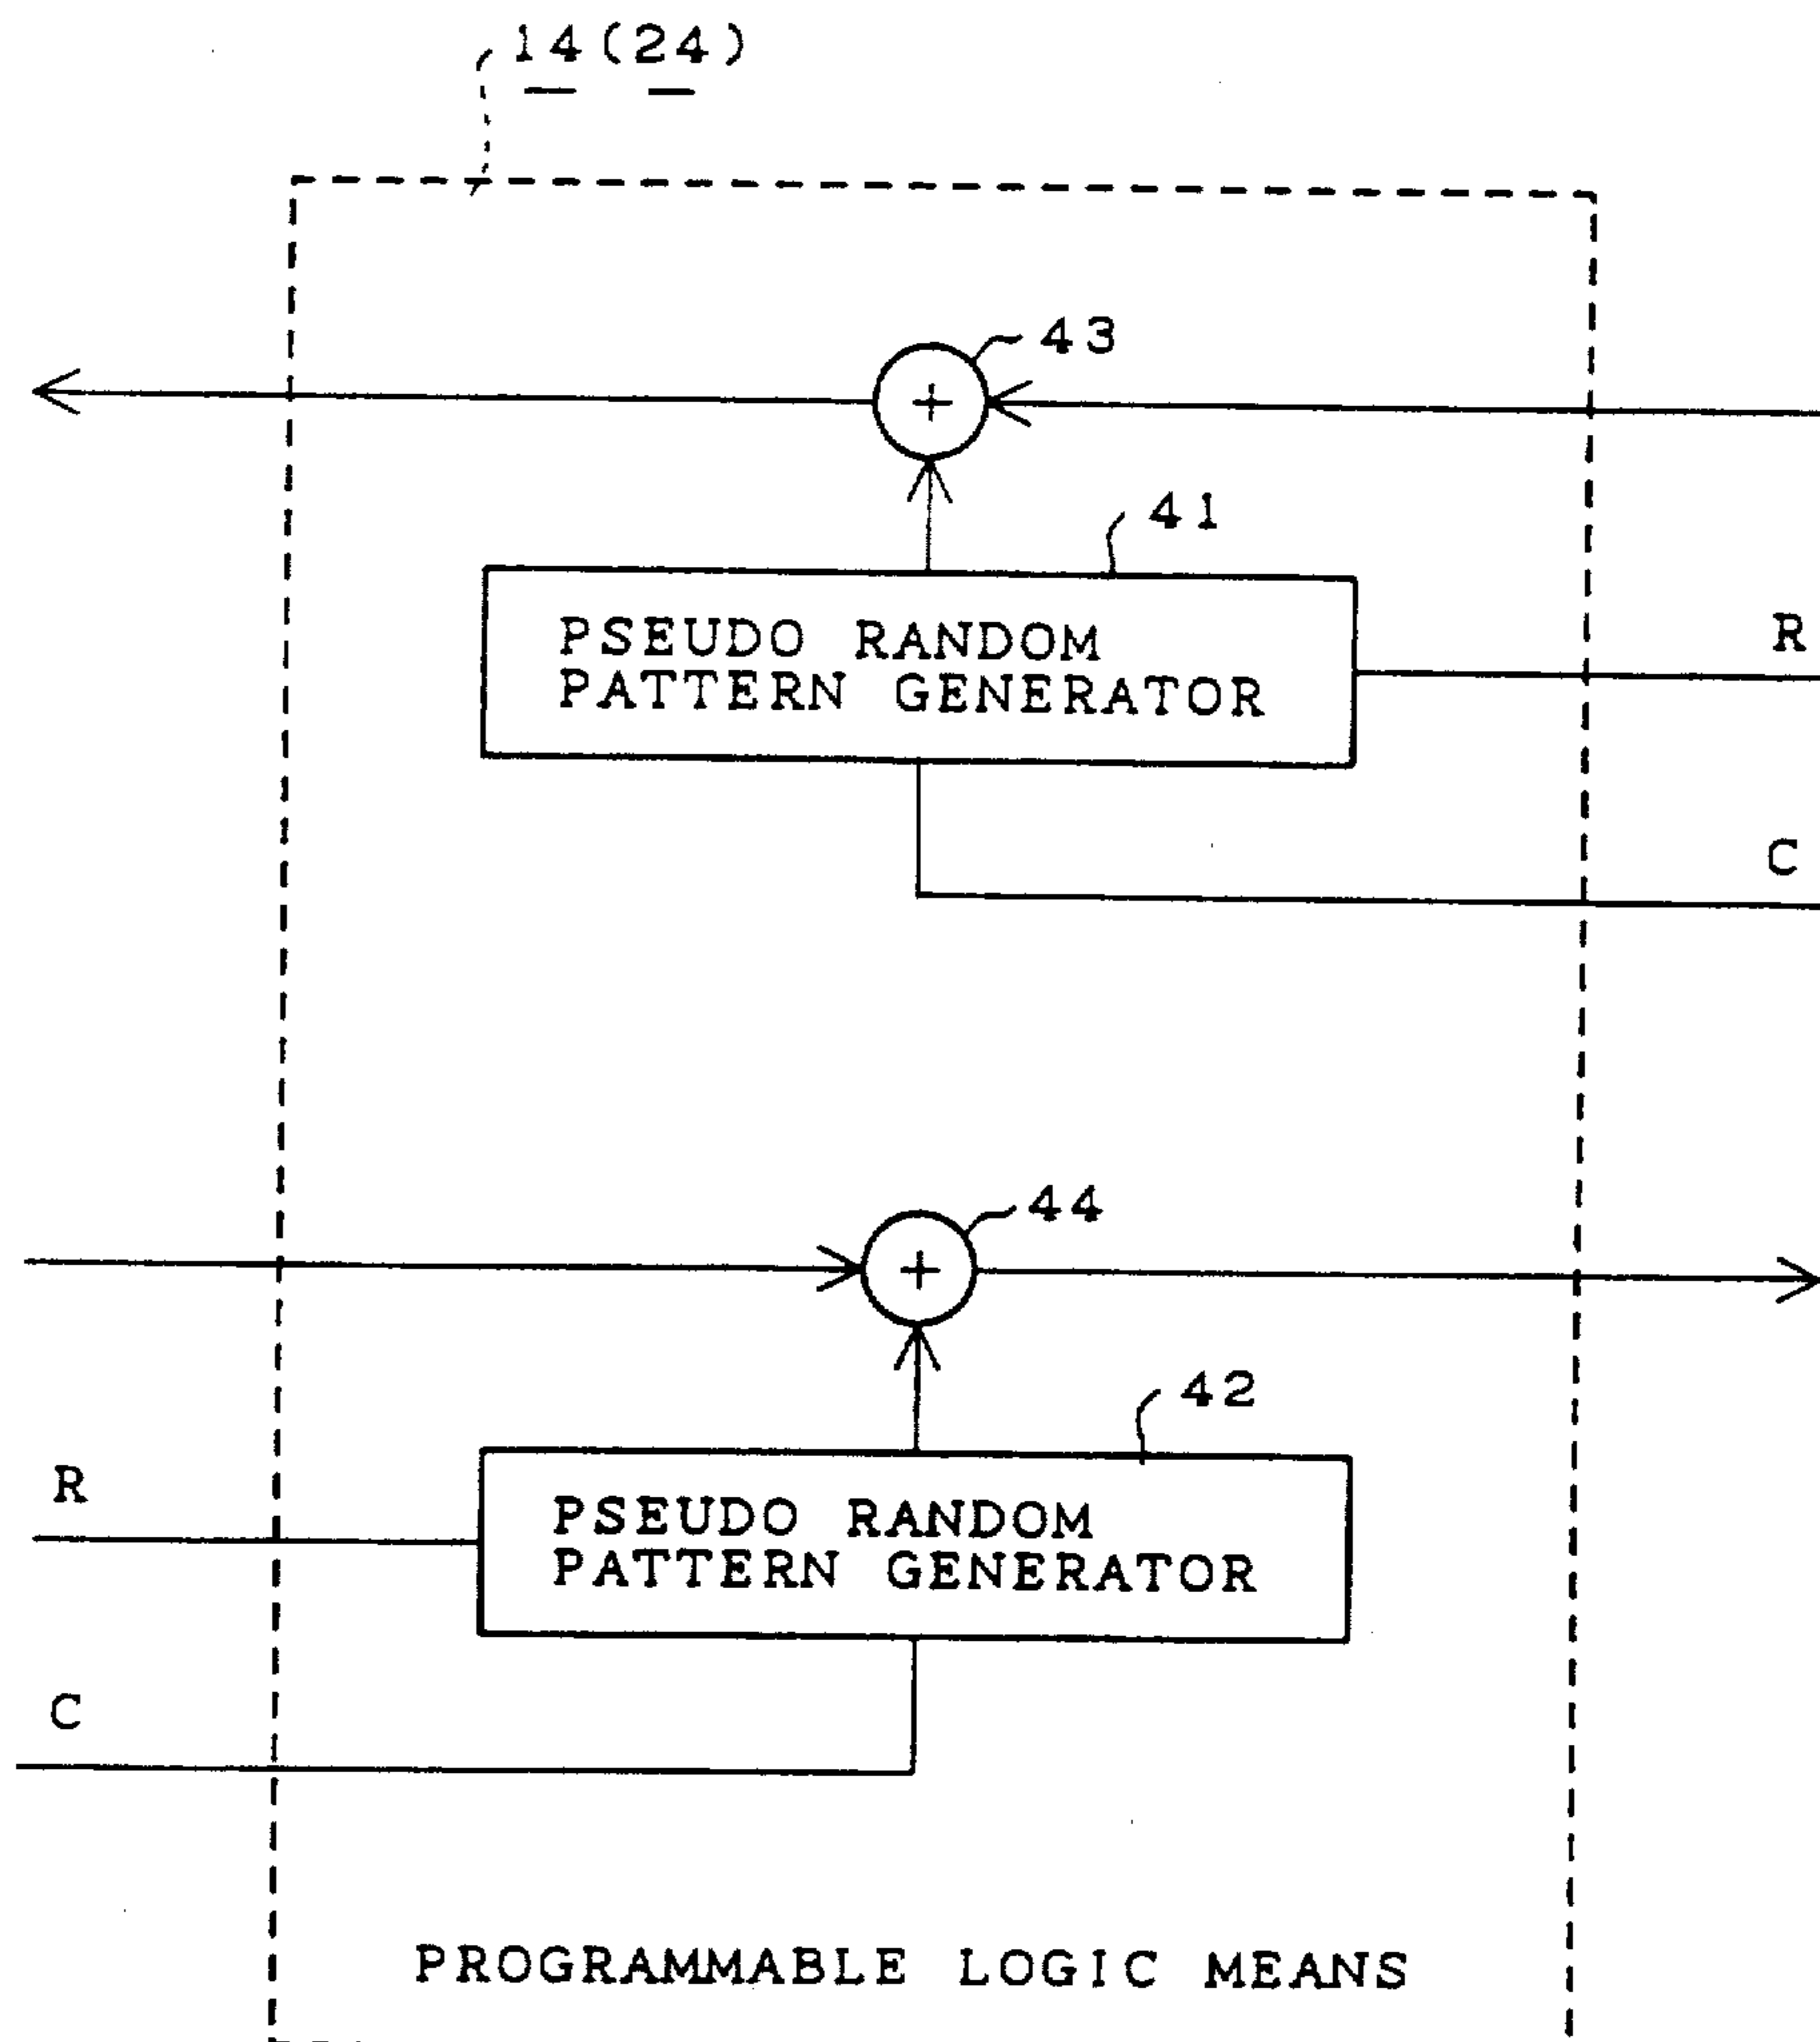 14(24)
43
+
41
PSEUDO RANDOM
PATTERN GENERATOR
R
C
44
+
42
R
PSEUDO RANDOM
PATTERN GENERATOR
C
PROGRAMMABLE LOGIC MEANS